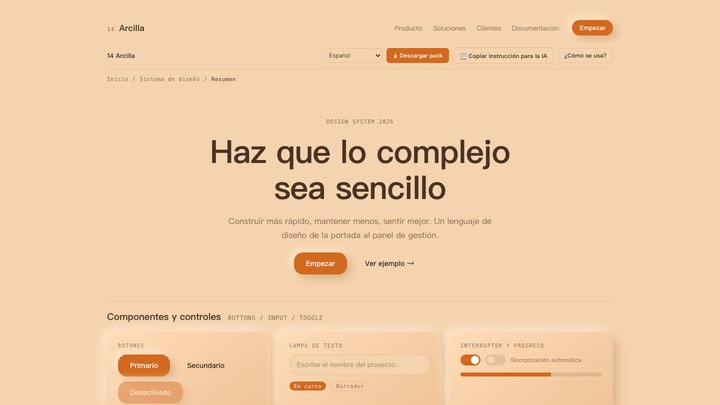 14 Arcilla
Producto Soluciones Clientes Documentación Empezar
14 Arcilla
Español Descargar pack Copiar instrucción para la IA ¿Cómo se usa?
Inicio / Sistema de diseño / Resumen
DESIGN SYSTEM 2026
Haz que lo complejo
sea sencillo
Construir más rápido, mantener menos, sentir mejor. Un lenguaje de
diseño de la portada al panel de gestión.
Empezar Ver ejemplo →
Componentes y controles BUTTONS / INPUT / TOGGLE
BOTONES
Primario Secundario
Desactivado
CAMPO DE TEXTO
Escribe el nombre del proyecto...
En curso Borrador
INTERRUPTOR Y PROGRESO
Sincronización automática